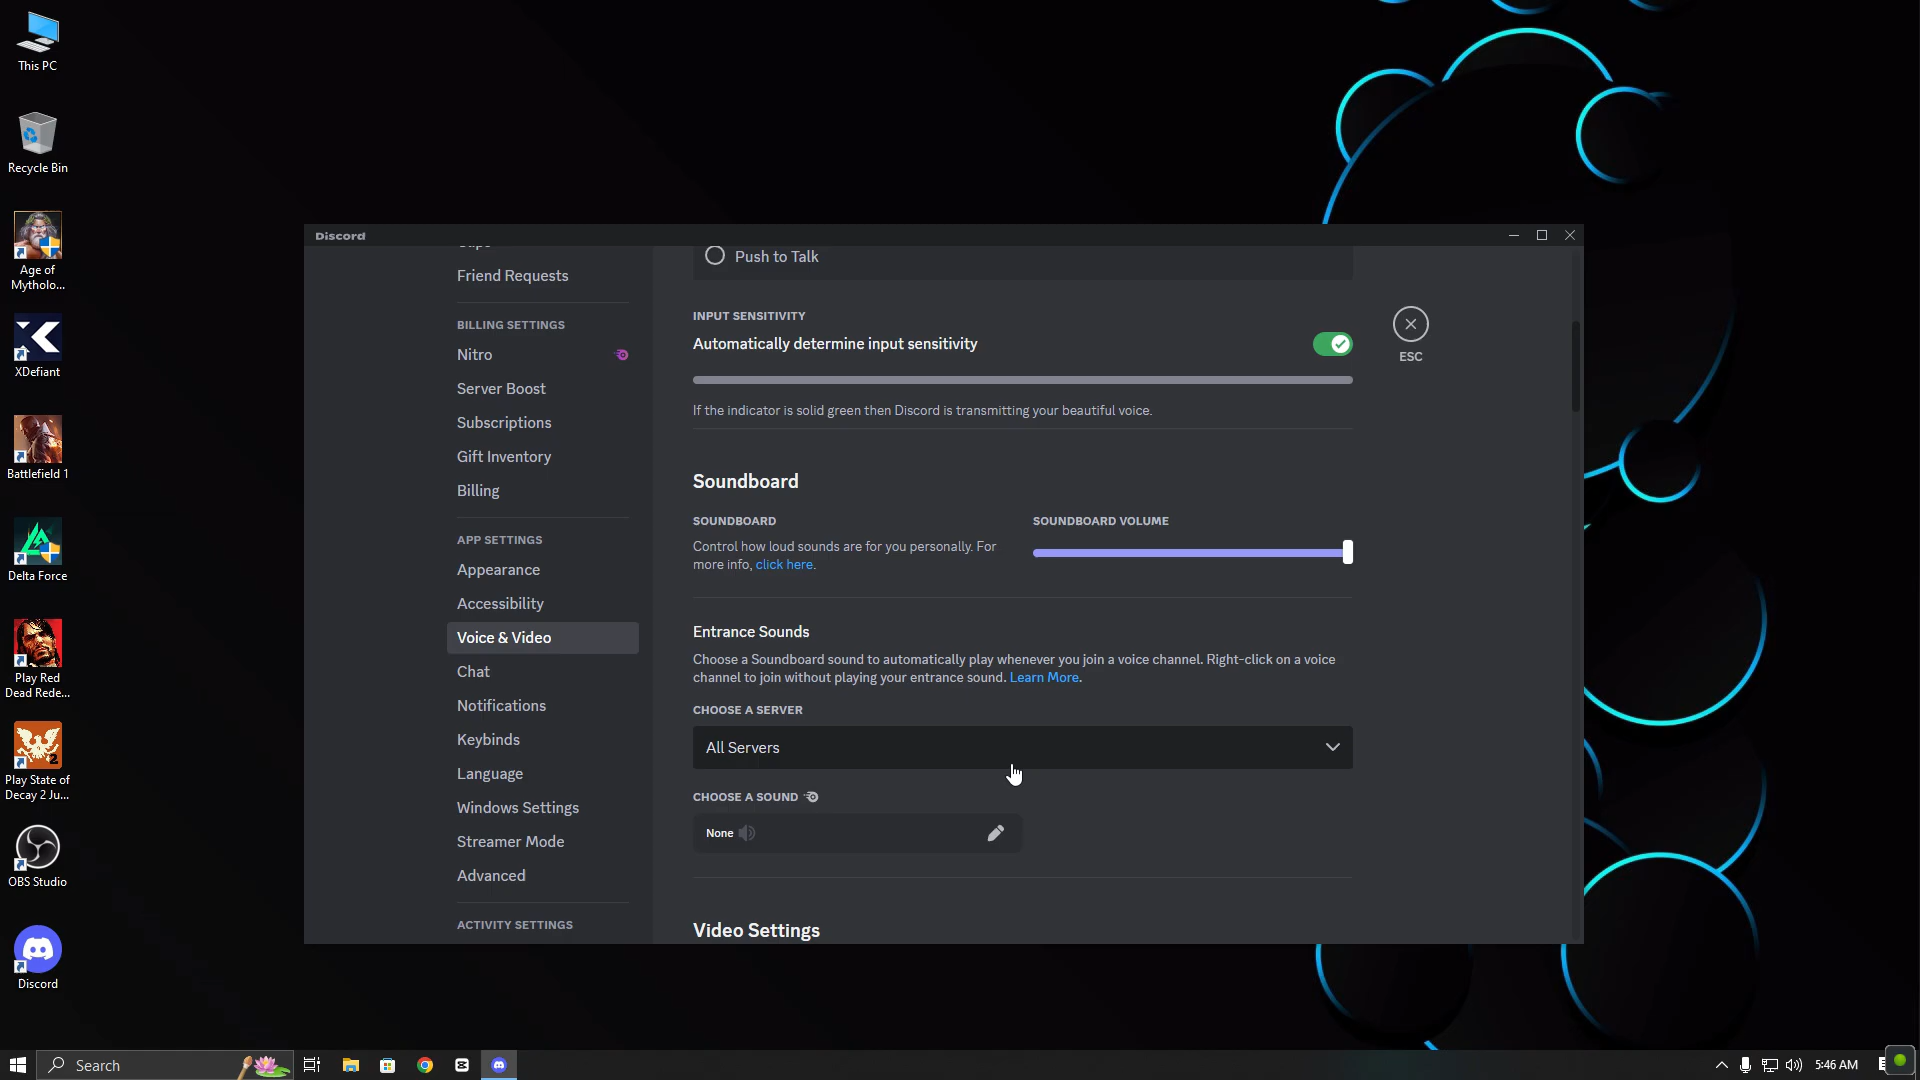 This PC
Recycle Bin
Age of
Mytholo...
XDefiant
Battlefield 1
Delta Force
Play Red
Dead Rede...
Play State of
Decay 2 Ju...
OBS Studio
Discord
Discord
Friend Requests
BILLING SETTINGS
Nitro
Server Boost
Subscriptions
Gift Inventory
Billing
APP SETTINGS
Appearance
Accessibility
Voice & Video
Chat
Notifications
Keybinds
Language
Windows Settings
Streamer Mode
Advanced
ACTIVITY SETTINGS
Push to Talk
INPUT SENSITIVITY
Automatically determine input sensitivity
If the indicator is solid green then Discord is transmitting your beautiful voice.
Soundboard
SOUNDBOARD
Control how loud sounds are for you personally. For
more info, click here.
SOUNDBOARD VOLUME
Entrance Sounds
Choose a Soundboard sound to automatically play whenever you join a voice channel. Right-click on a voice
channel to join without playing your entrance sound. Learn More.
CHOOSE A SERVER
All Servers
CHOOSE A SOUND
None
Video Settings
ESC
Search
5:46 AM